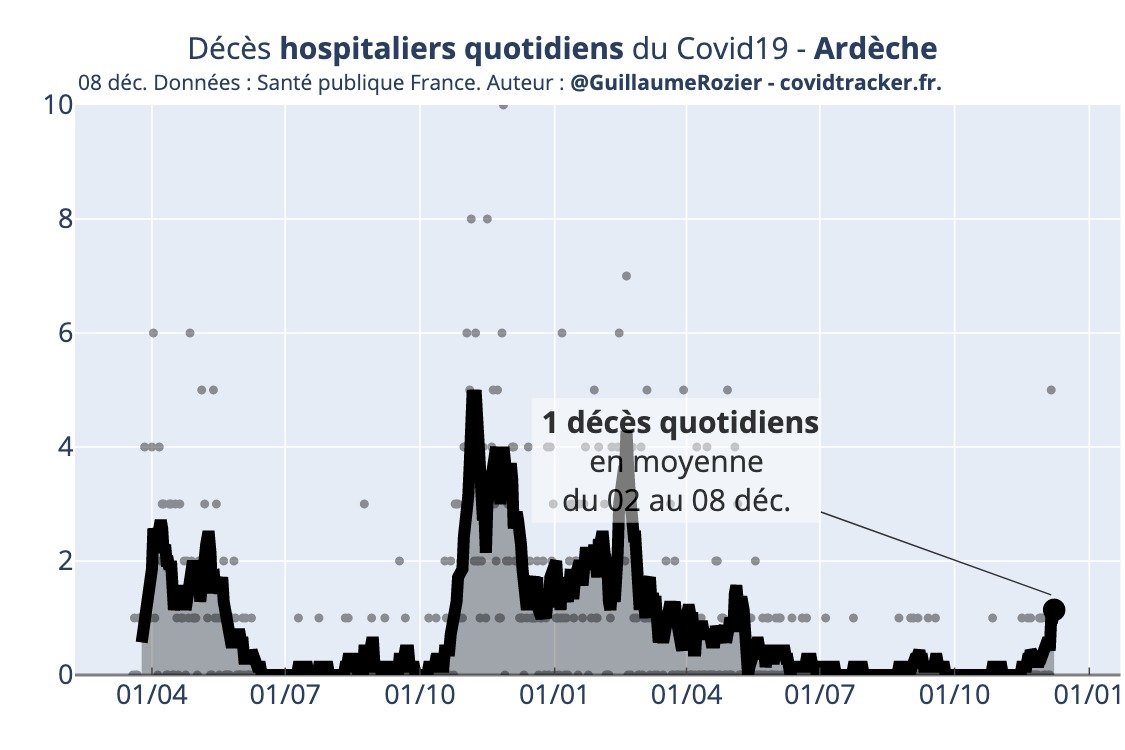 Décès hospitaliers quotidiens du Covid19 - Ardèche
08 déc. Données : Santé publique France. Auteur : @GuillaumeRozier - covidtracker.fr.
10
8
6
4
2
0
1 décès quotidiens
en moyenne
du 02 au 08 déc.
01/04 01/07 01/10 01/01 01/04 01/07 01/10 01/01